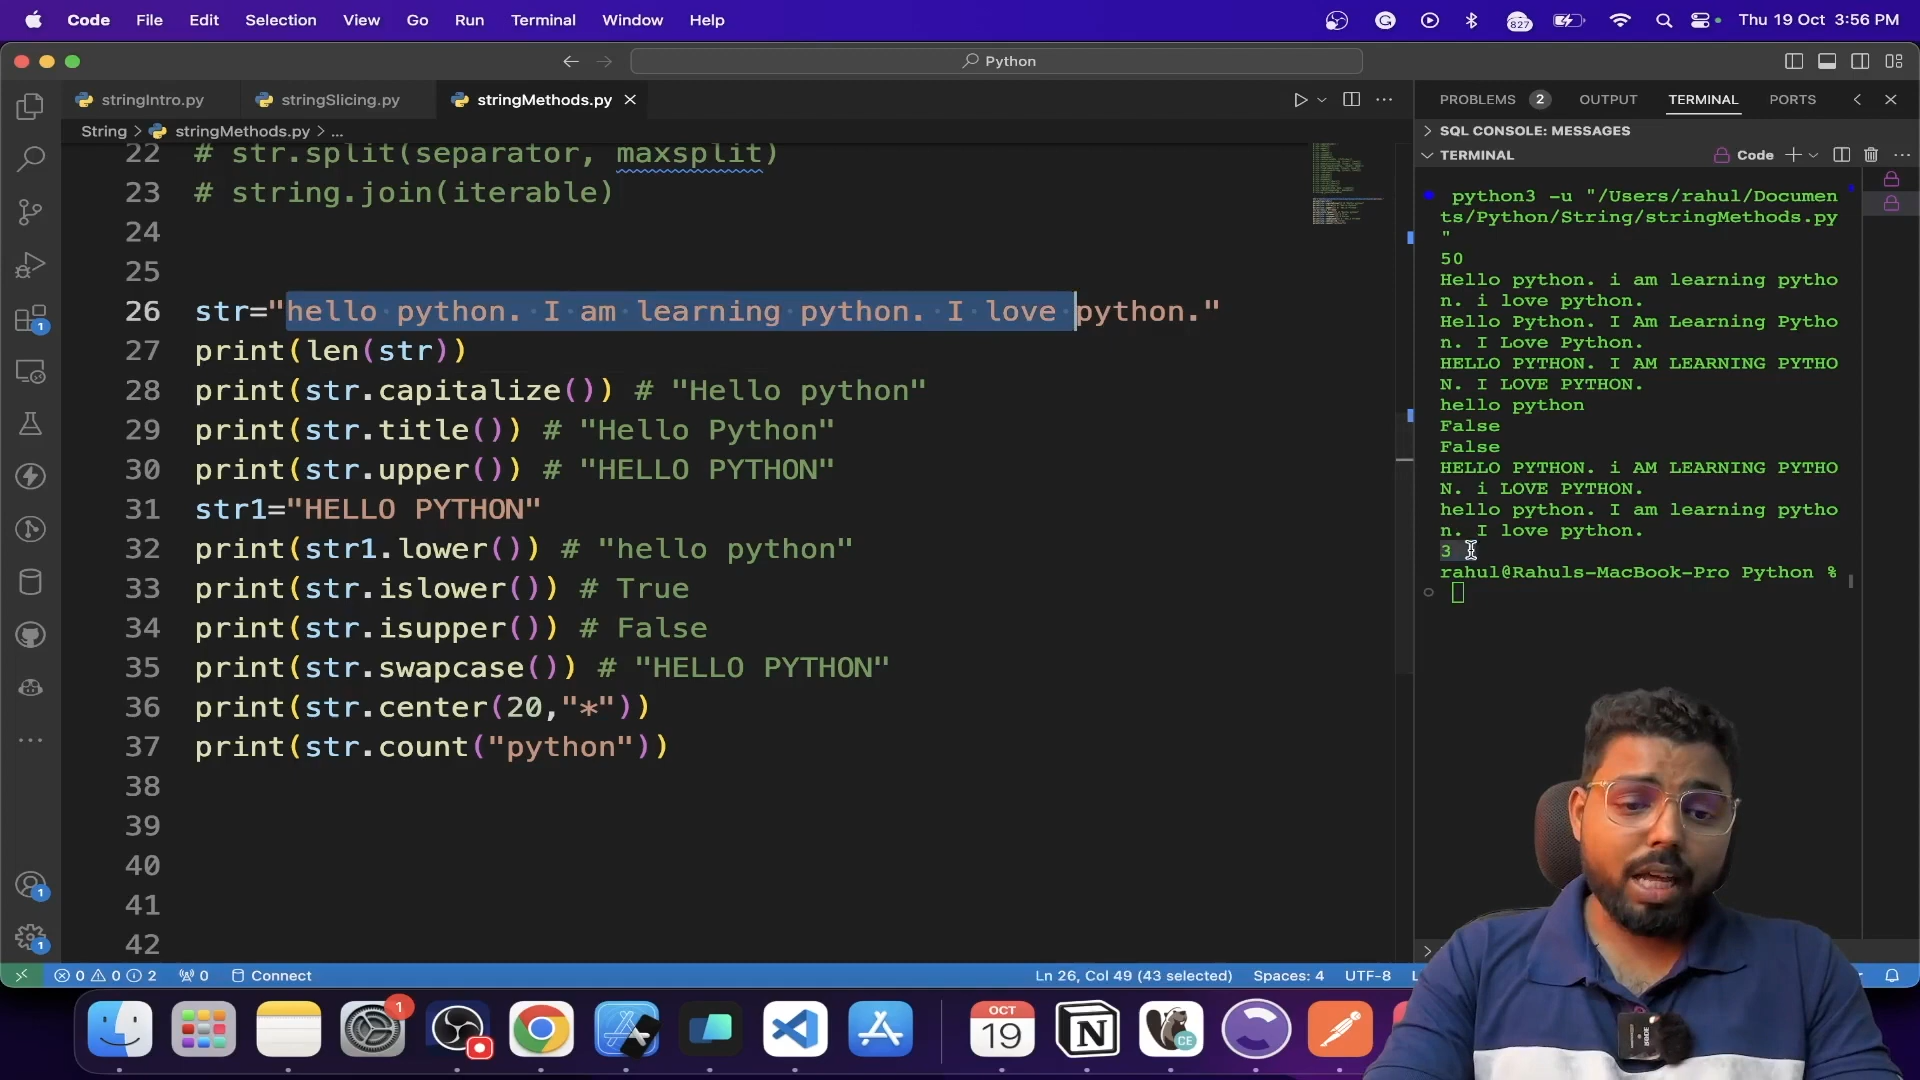 Code File Edit Selection View Go Run Terminal Window Help
827
Thu 19 Oct 3:56 PM
Python
stringIntro.py
stringSlicing.py
stringMethods.py
String > stringMethods.py > ...
22 # str.split(separator, maxsplit)
23 # string.join(iterable)
24
25
26 str="hello python. I am learning python. I love python."
27 print(len(str))
28 print(str.capitalize()) # "Hello python"
29 print(str.title()) # "Hello Python"
30 print(str.upper()) # "HELLO PYTHON"
31 str1="HELLO PYTHON"
32 print(str1.lower()) # "hello python"
33 print(str.islower()) # True
34 print(str.isupper()) # False
35 print(str.swapcase()) # "HELLO PYTHON"
36 print(str.center(20,"*"))
37 print(str.count("python"))
38
39
40
41
42
1
1
1
PROBLEMS 2 OUTPUT TERMINAL PORTS
SQL CONSOLE: MESSAGES
TERMINAL
Code
python3 -u "/Users/rahul/Documen
ts/Python/String/stringMethods.py
"
50
Hello python. i am learning pytho
n. i love python.
Hello Python. I Am Learning Pytho
n. I Love Python.
HELLO PYTHON. I AM LEARNING PYTHO
N. I LOVE PYTHON.
hello python
False
False
HELLO PYTHON. i AM LEARNING PYTHO
N. i LOVE PYTHON.
hello python. I am learning pytho
n. I love python.
3
rahul@Rahuls-MacBook-Pro Python %
0 0 2 0 Connect
Ln 26, Col 49 (43 selected) Spaces: 4 UTF-8
1
OCT
19
CE